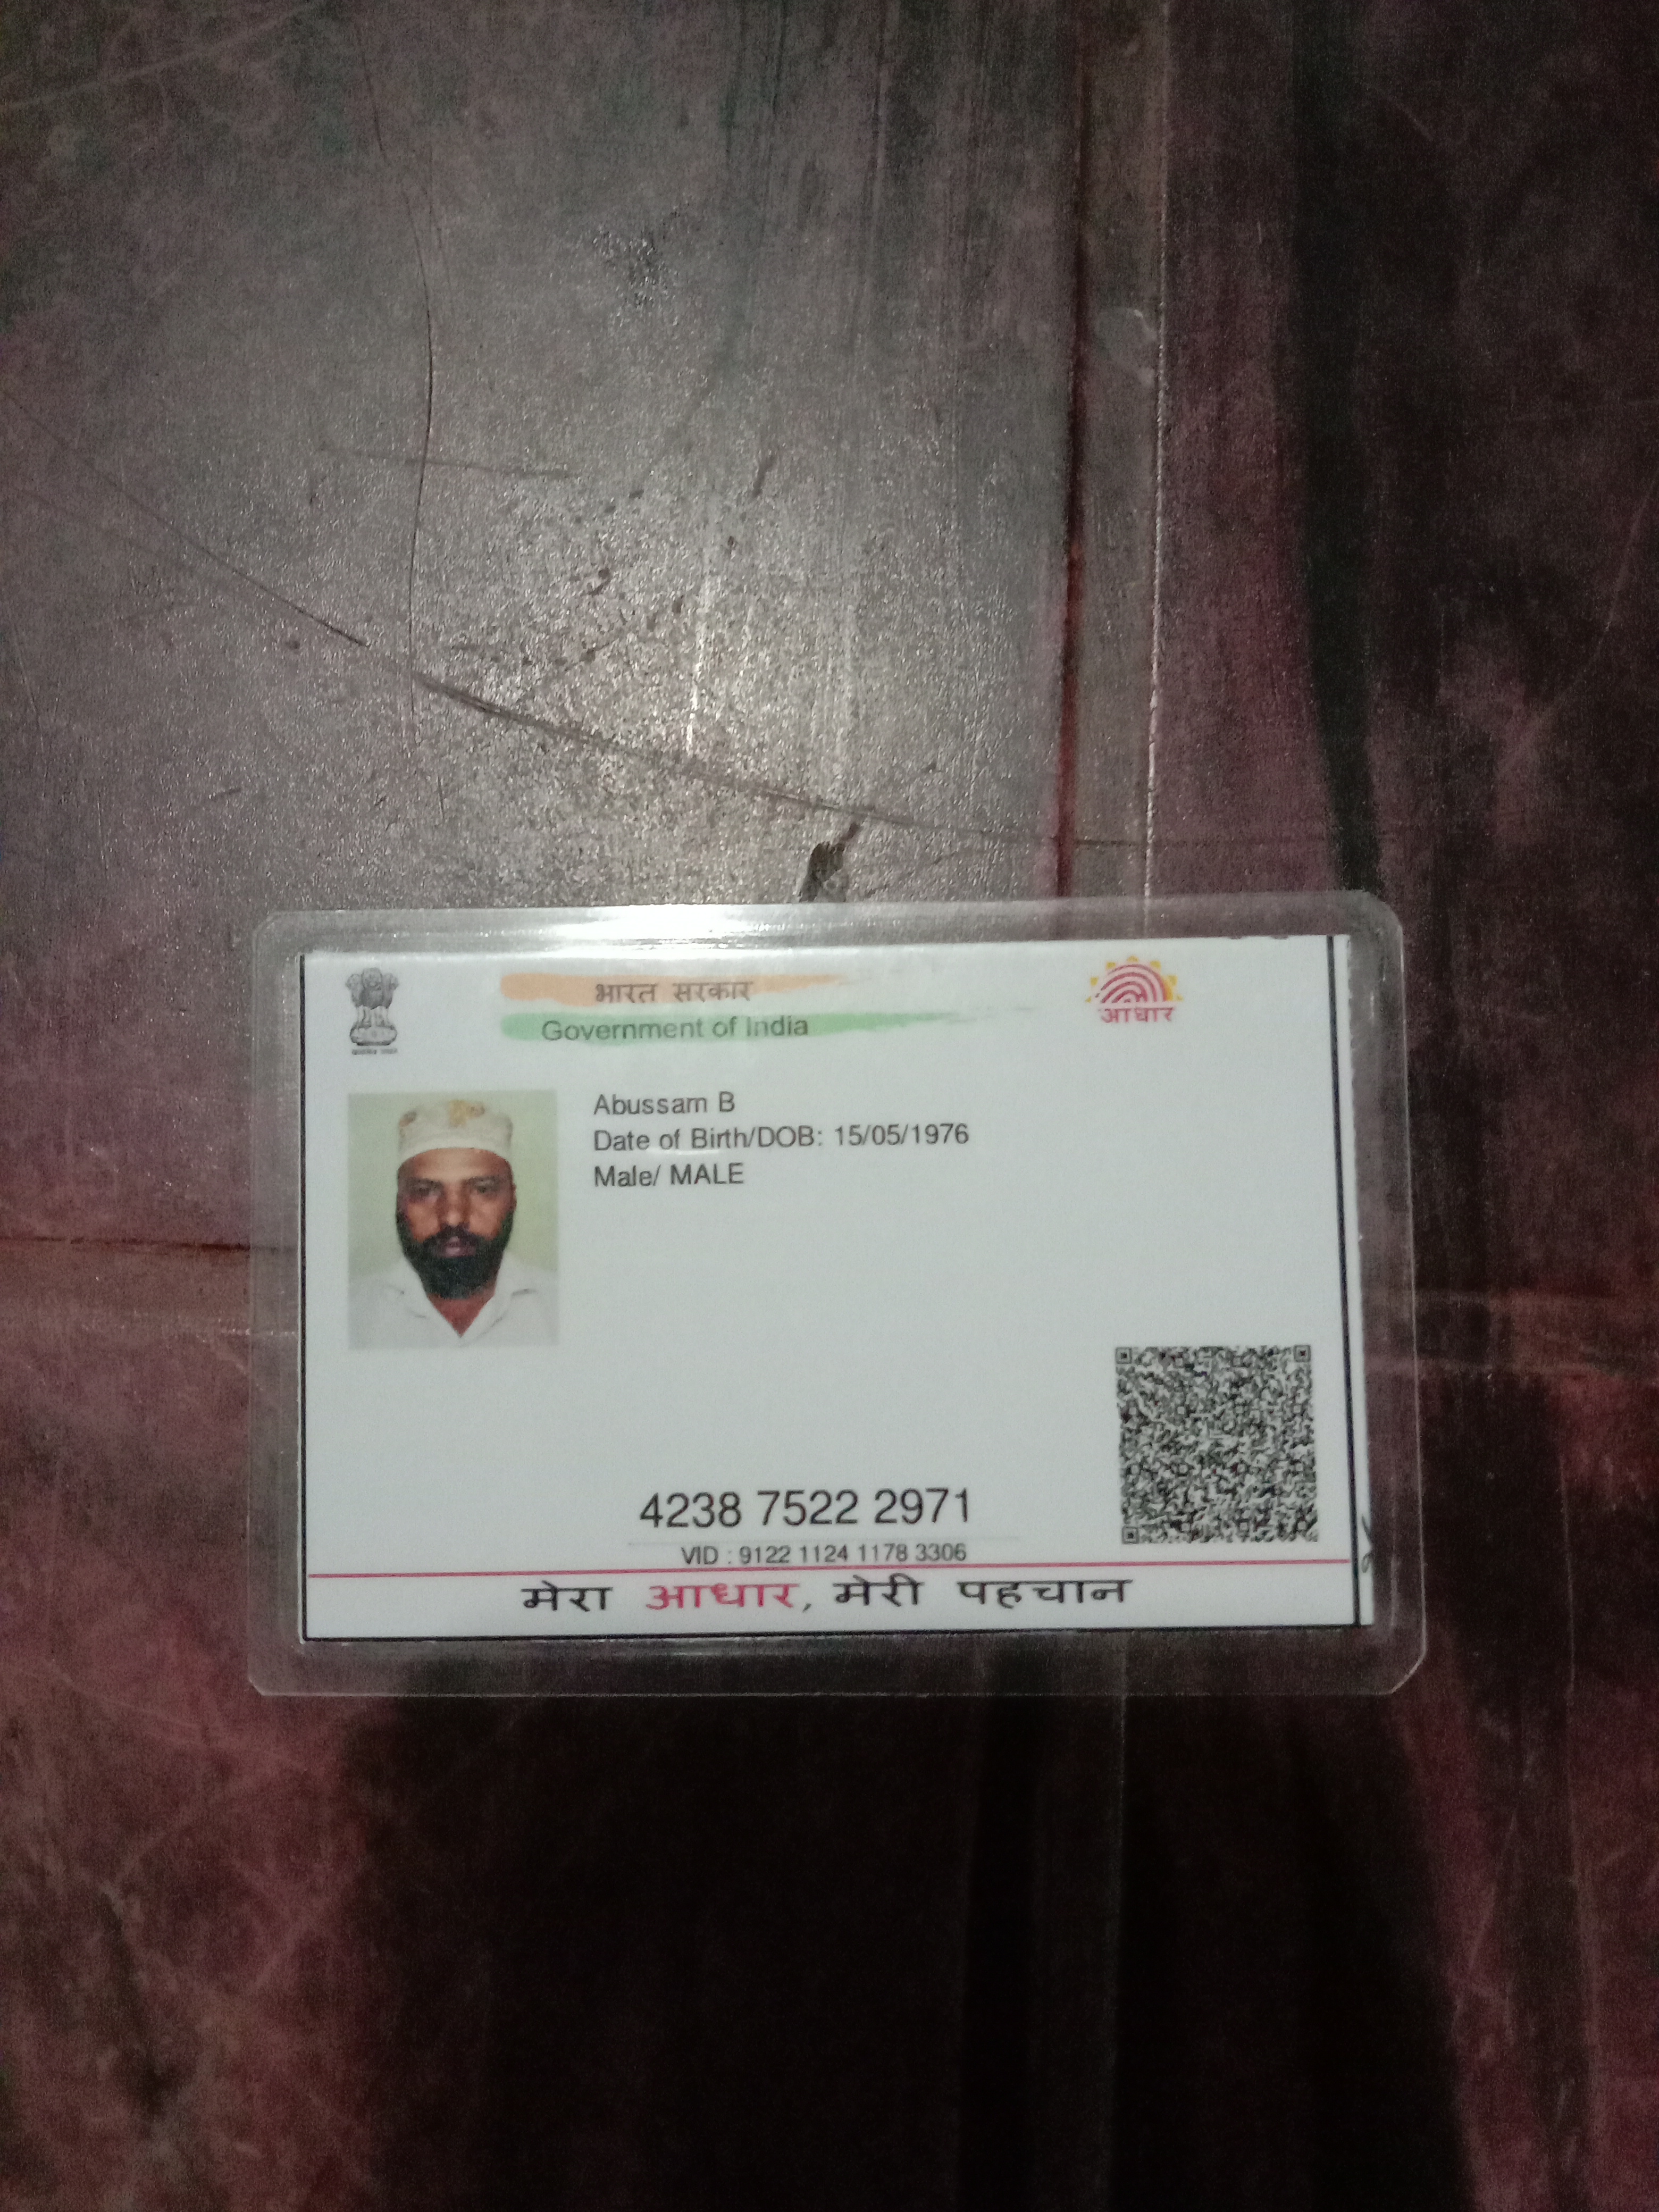 भारत सरकार
Government of India
आधार
Abussam B
Date of Birth/DOB: 15/05/1976
Male/ MALE
4238 7522 2971
VID : 9122 1124 1178 3306
मेरा आधार, मेरी पहचान